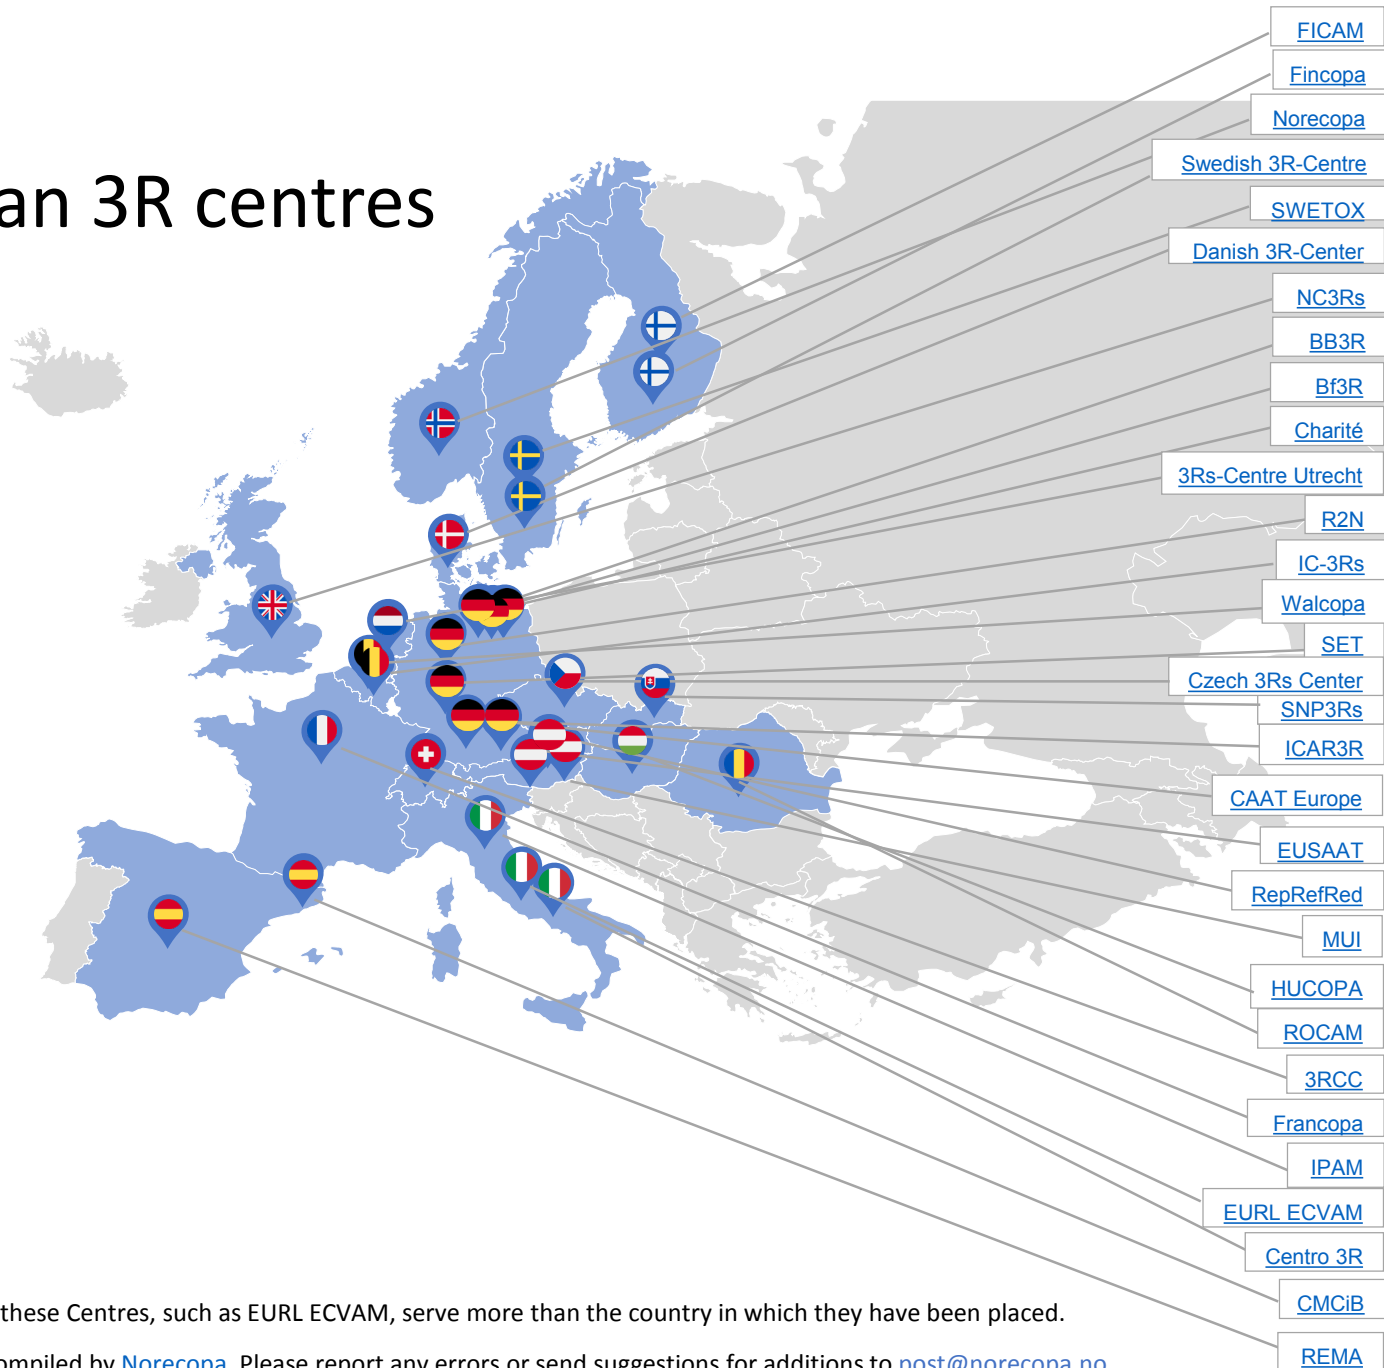 an 3R centres
FICAM
Fincopa
Norecopa
Swedish 3R-Centre
SWETOX
Danish 3R-Center
NC3Rs
BB3R
Bf3R
Charité
3Rs-Centre Utrecht
R2N
IC-3Rs
Walcopa
SET
Czech 3Rs Center
SNP3Rs
ICAR3R
CAAT Europe
EUSAAT
RepRefRed
MUI
HUCOPA
ROCAM
3RCC
Francopa
IPAM
EURL ECVAM
Centro 3R
CMCiB
REMA
these Centres, such as EURL ECVAM, serve more than the country in which they have been placed.
ompiled by Norecopa. Please report any errors or send suggestions for additions to post@norecopa.no